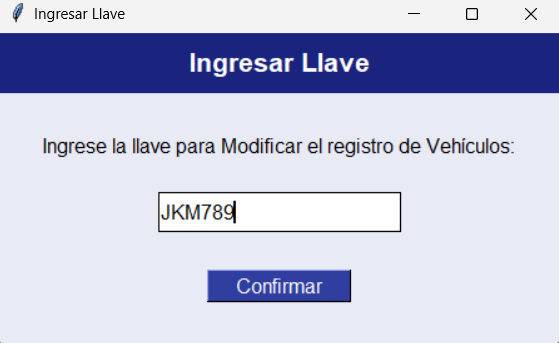 Ingresar Llave
Ingresar Llave
Ingrese la llave para Modificar el registro de Vehículos:
JKM789
Confirmar